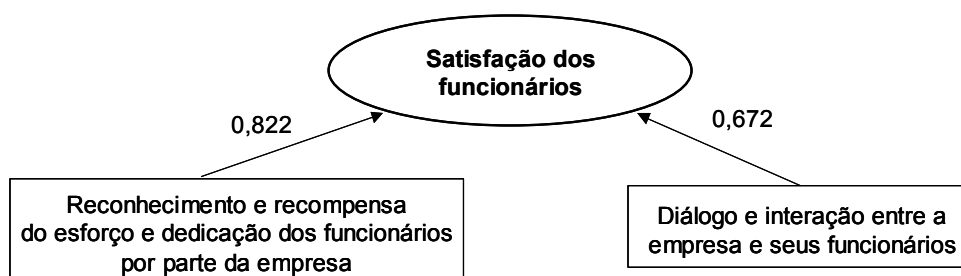 Satisfação dos
funcionários
0,822
0,672
Reconhecimento e recompensa
do esforço e dedicação dos funcionários
por parte da empresa
Diálogo e interação entre a
empresa e seus funcionários